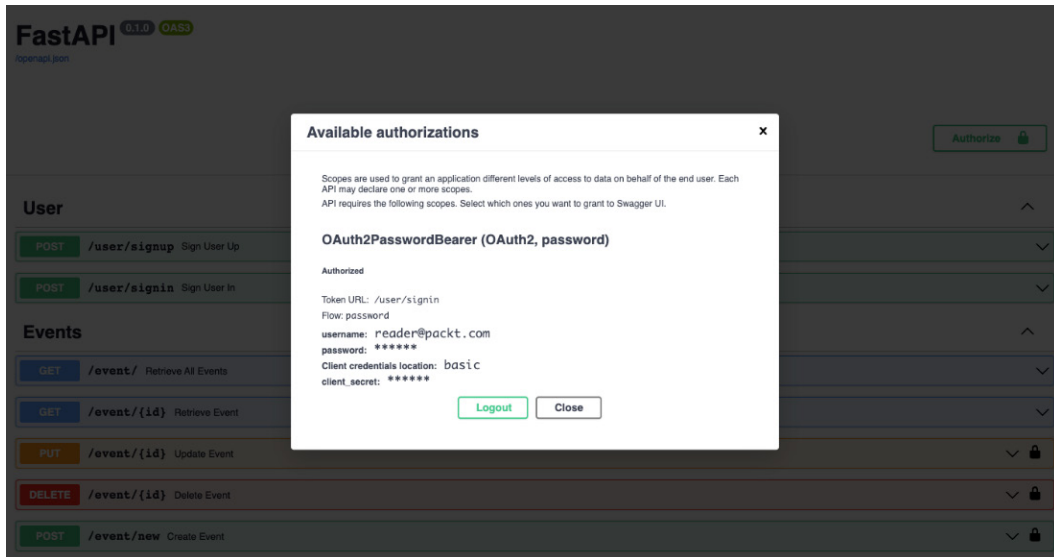 FastAPI 0.1.0 OAS3
/openapi.json
Authorize
Available authorizations x
Scopes are used to grant an application different levels of access to data on behalf of the end user. Each
API may declare one or more scopes.
API requires the following scopes. Select which ones you want to grant to Swagger UI.
OAuth2PasswordBearer (OAuth2, password)
Authorized
Token URL: /user/signin
Flow: password
username: reader@packt.com
password: ******
Client credentials location: basic
client_secret: ******
Logout Close
User
POST /user/signup Sign User Up
POST /user/signin Sign User In
Events
GET /event/ Retrieve All Events
GET /event/{id} Retrieve Event
PUT /event/{id} Update Event
DELETE /event/{id} Delete Event
POST /event/new Create Event